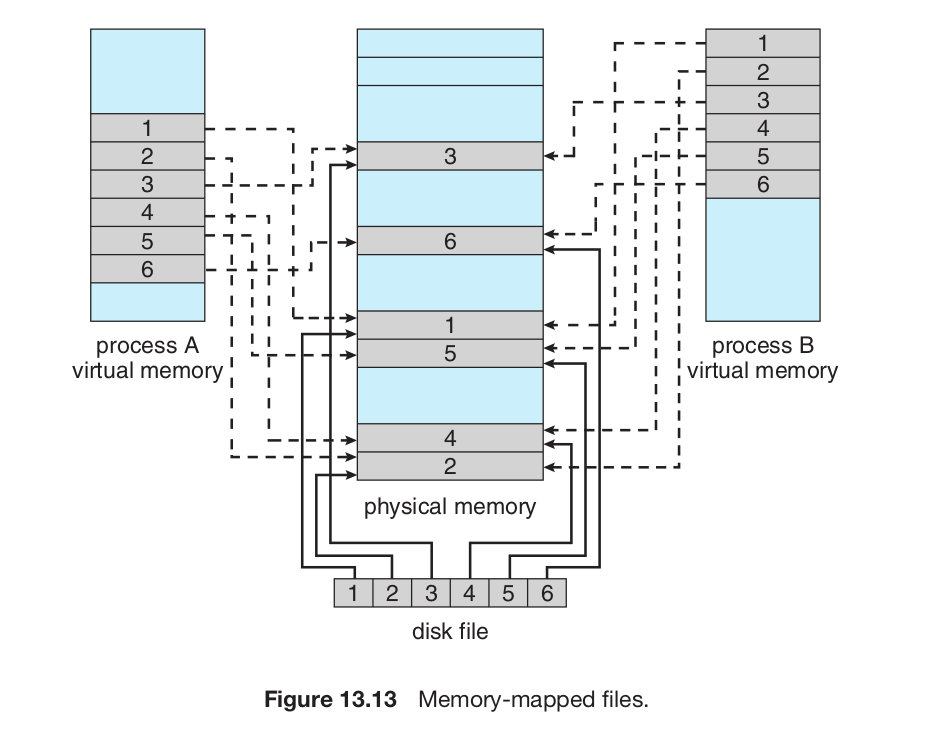 1
2
3
4
5
6
process A
virtual memory
3
6
1
5
4
2
physical memory
1
2
3
4
5
6
process B
virtual memory
1 2 3 4 5 6
disk file
Figure 13.13 Memory-mapped files.